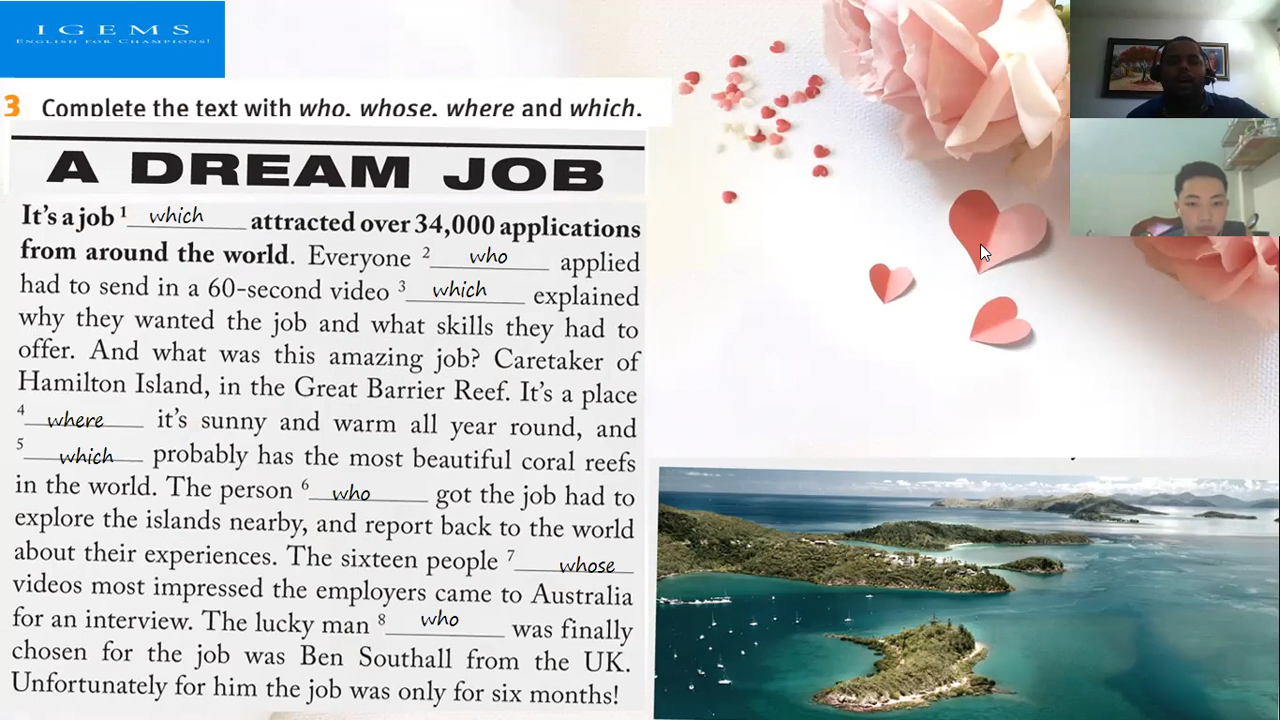 IGEMS
ENGLISH FOR CHAMPIONS!
3 Complete the text with who, whose, where and which.
A DREAM JOB
It's a job 1 which attracted over 34,000 applications
from around the world. Everyone 2 who applied
had to send in a 60-second video 3 which explained
why they wanted the job and what skills they had to
offer. And what was this amazing job? Caretaker of
Hamilton Island, in the Great Barrier Reef. It's a place
4 where it's sunny and warm all year round, and
5 which probably has the most beautiful coral reefs
in the world. The person 6 who got the job had to
explore the islands nearby, and report back to the world
about their experiences. The sixteen people 7 whose
videos most impressed the employers came to Australia
for an interview. The lucky man 8 who was finally
chosen for the job was Ben Southall from the UK.
Unfortunately for him the job was only for six months!